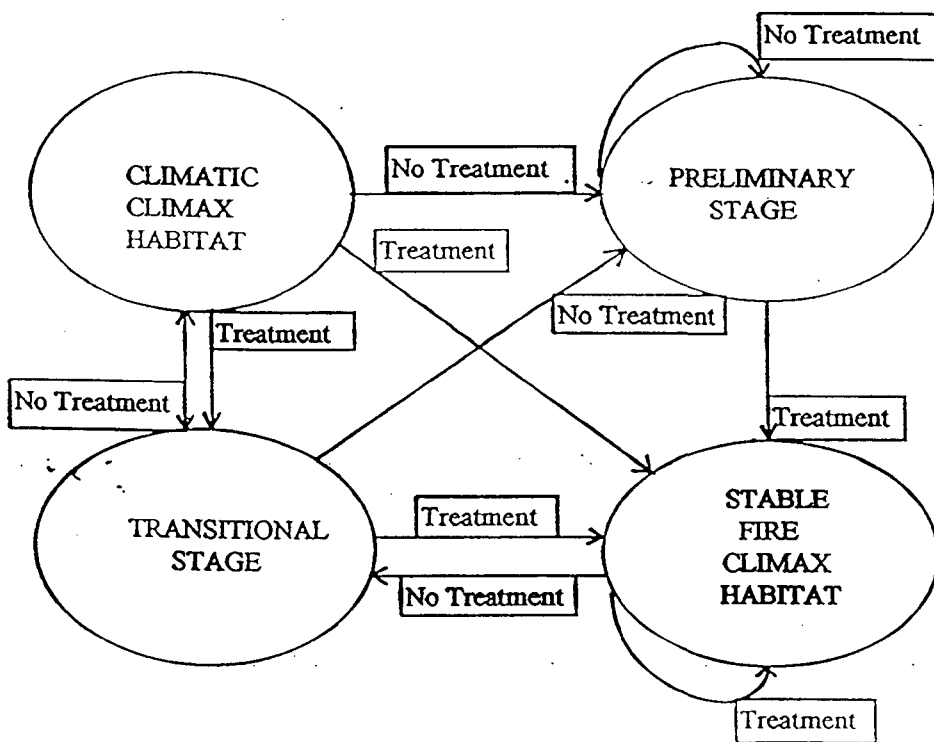 No Treatment
CLIMATIC
CLIMAX
HABITAT
No Treatment
PRELIMINARY
STAGE
Treatment
No Treatment
Treatment
No Treatment
Treatment
TRANSITIONAL
STAGE
Treatment
No Treatment
STABLE
FIRE
CLIMAX
HABITAT
Treatment